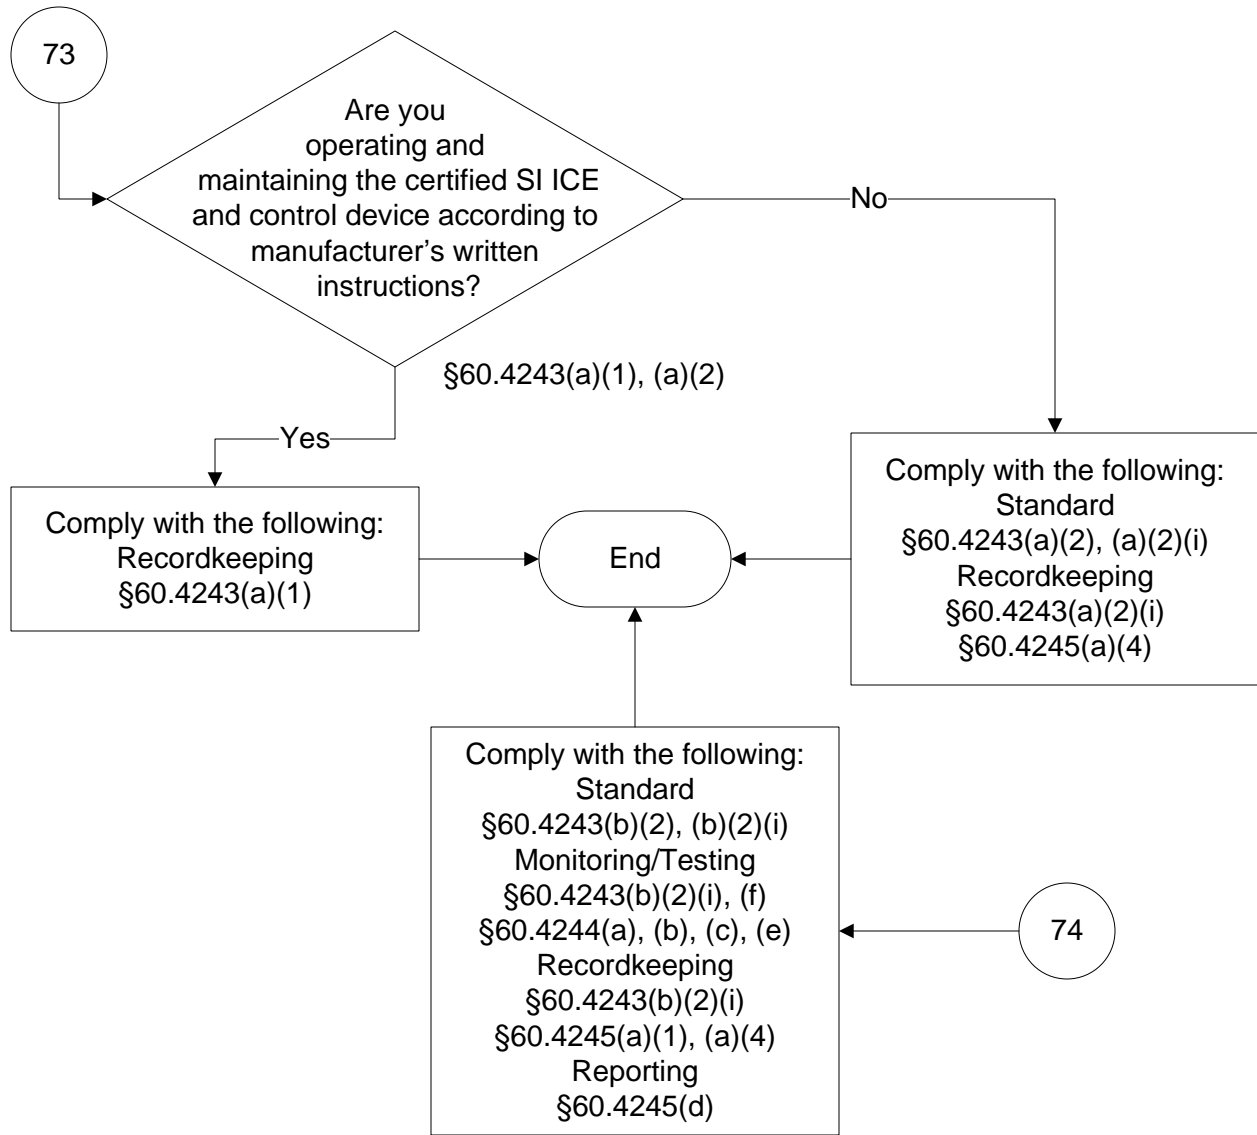 73
Are you
operating and
maintaining the certified SI ICE
and control device according to
manufacturer’s written
instructions?
No
§60.4243(a)(1), (a)(2)
Yes
Comply with the following:
Recordkeeping
§60.4243(a)(1)
End
Comply with the following:
Standard
§60.4243(a)(2), (a)(2)(i)
Recordkeeping
§60.4243(a)(2)(i)
§60.4245(a)(4)
Comply with the following:
Standard
§60.4243(b)(2), (b)(2)(i)
Monitoring/Testing
§60.4243(b)(2)(i), (f)
§60.4244(a), (b), (c), (e)
Recordkeeping
§60.4243(b)(2)(i)
§60.4245(a)(1), (a)(4)
Reporting
§60.4245(d)
74